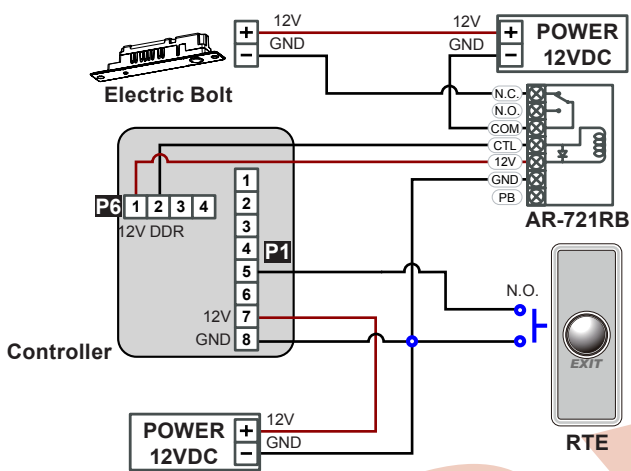 12V
GND
+
−
Electric Bolt
12V
GND
+
−
POWER
12VDC
N.C.
N.O.
COM
CTL
12V
GND
PB
AR-721RB
P6
1 2 3 4
12V DDR
1
2
3
4
5
6
7
8
P1
12V
GND
Controller
N.O.
EXIT
RTE
POWER
12VDC
+
−
12V
GND